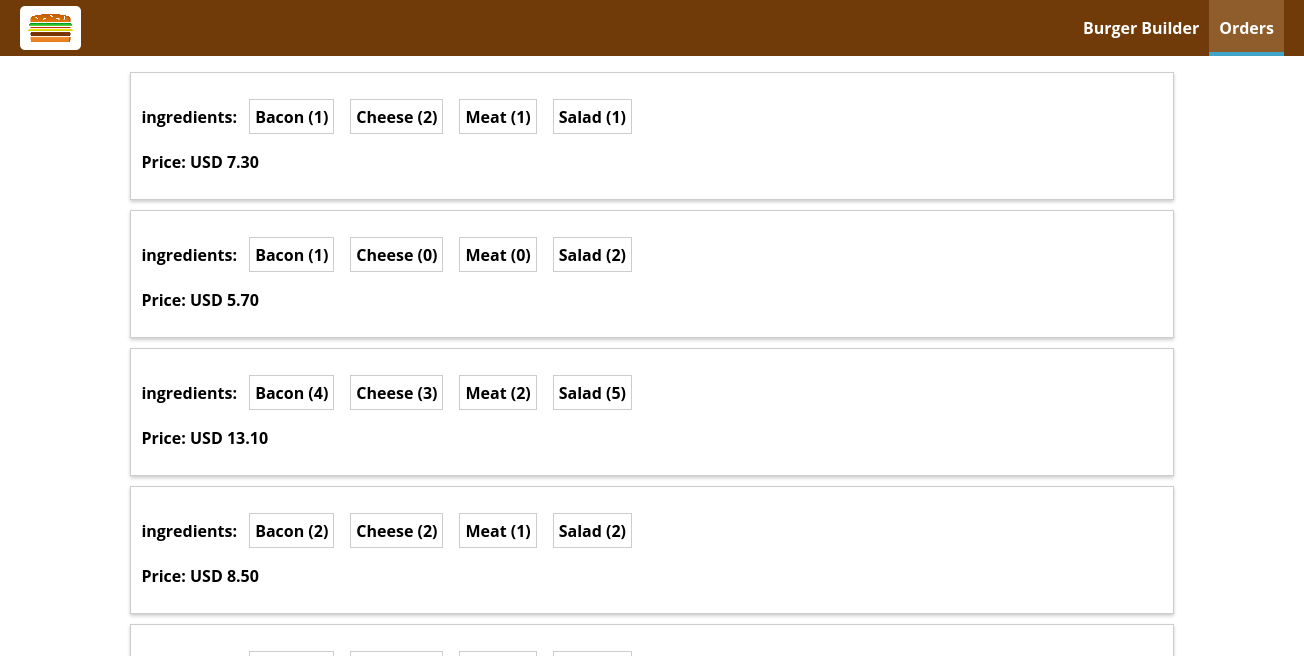 Burger Builder Orders
ingredients: Bacon (1) Cheese (2) Meat (1) Salad (1)
Price: USD 7.30
ingredients: Bacon (1) Cheese (0) Meat (0) Salad (2)
Price: USD 5.70
ingredients: Bacon (4) Cheese (3) Meat (2) Salad (5)
Price: USD 13.10
ingredients: Bacon (2) Cheese (2) Meat (1) Salad (2)
Price: USD 8.50